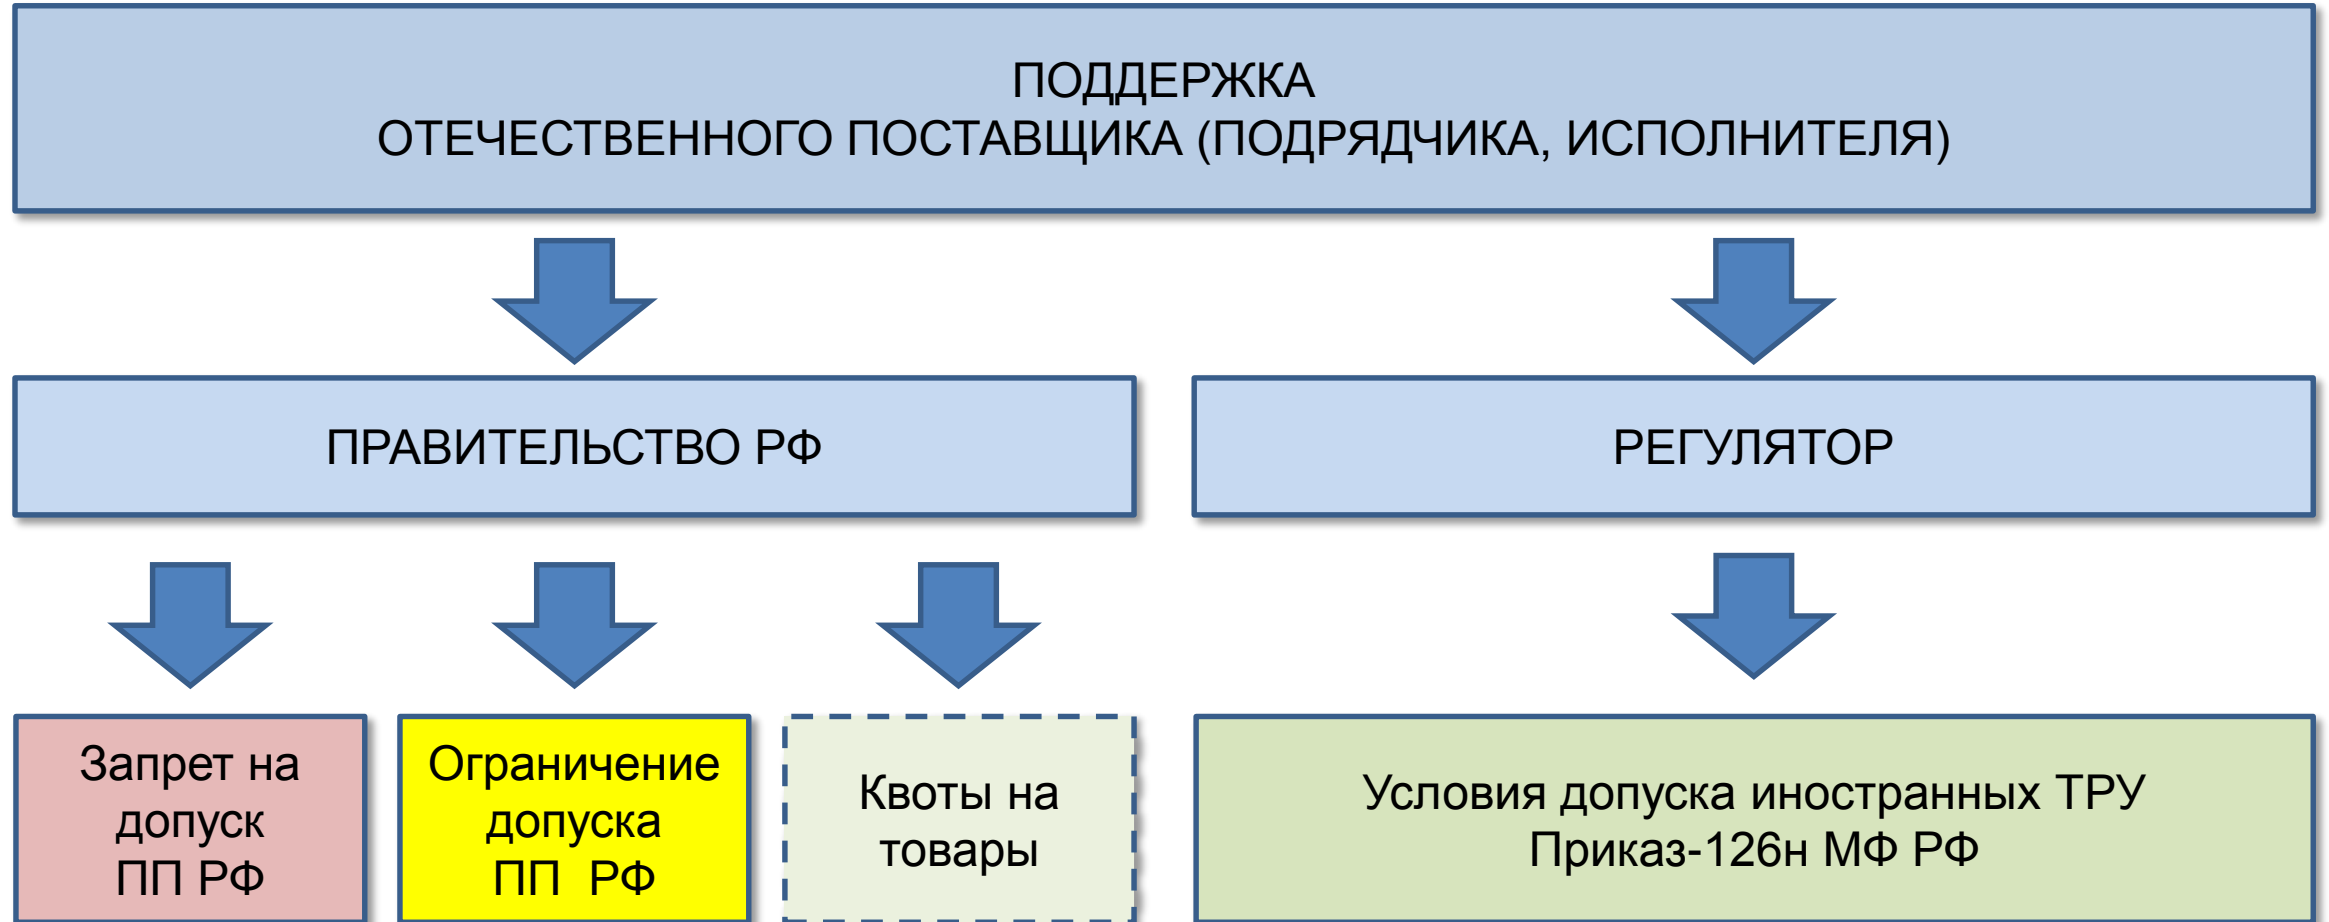 ПОДДЕРЖКА
ОТЕЧЕСТВЕННОГО ПОСТАВЩИКА (ПОДРЯДЧИКА, ИСПОЛНИТЕЛЯ)
ПРАВИТЕЛЬСТВО РФ
РЕГУЛЯТОР
Запрет на
допуск
ПП РФ
Ограничение
допуска
ПП РФ
Квоты на
товары
Условия допуска иностранных ТРУ
Приказ-126н МФ РФ